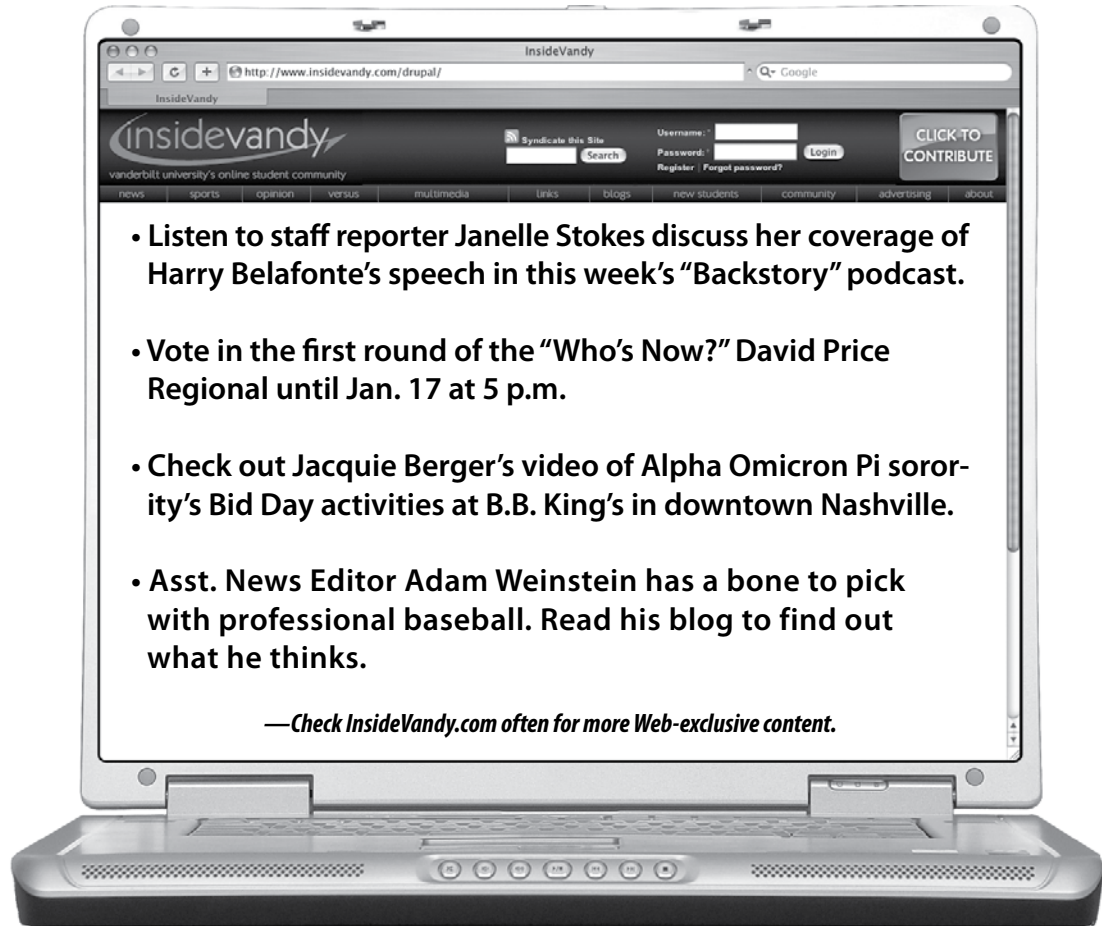 InsideVandy
http://www.insidevandy.com/drupal/
Google
InsideVandy
insidevandy
vanderbilt university's online student community
Syndicate this Site
Search
Username: *
Password: *
Login
Register | Forgot password?
CLICK TO
CONTRIBUTE
news sports opinion versus multimedia links blogs new students community advertising about
• Listen to staff reporter Janelle Stokes discuss her coverage of
Harry Belafonte’s speech in this week’s “Backstory” podcast.
• Vote in the first round of the “Who’s Now?” David Price
Regional until Jan. 17 at 5 p.m.
• Check out Jacquie Berger’s video of Alpha Omicron Pi soror-
ity’s Bid Day activities at B.B. King’s in downtown Nashville.
• Asst. News Editor Adam Weinstein has a bone to pick
with professional baseball. Read his blog to find out
what he thinks.
—Check InsideVandy.com often for more Web-exclusive content.